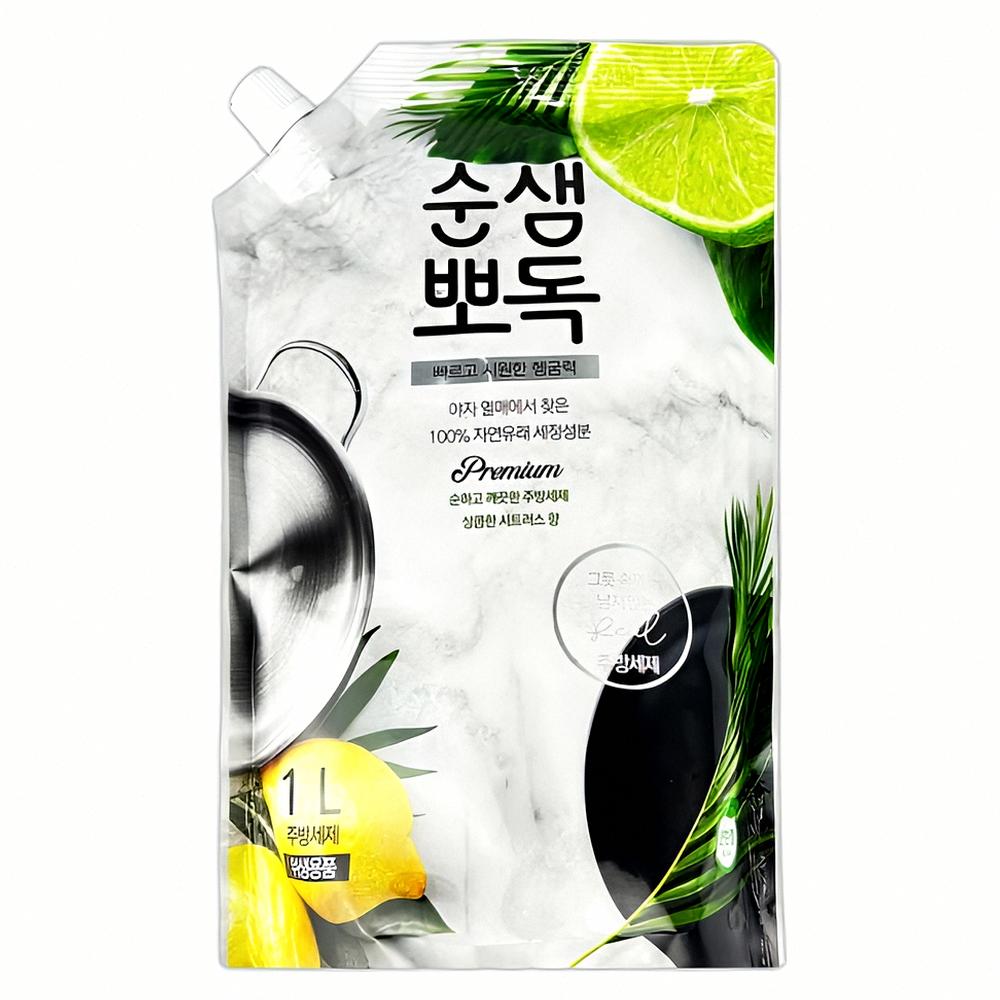 순샘
뽀독
빠르고 시원한 헹굼력
야자 열매에서 찾은
100% 자연유래 세정성분
Premium
순하고 깨끗한 주방세제
상큼한 시트러스 향
그릇
주방세제
1 L
주방세제
위생용품